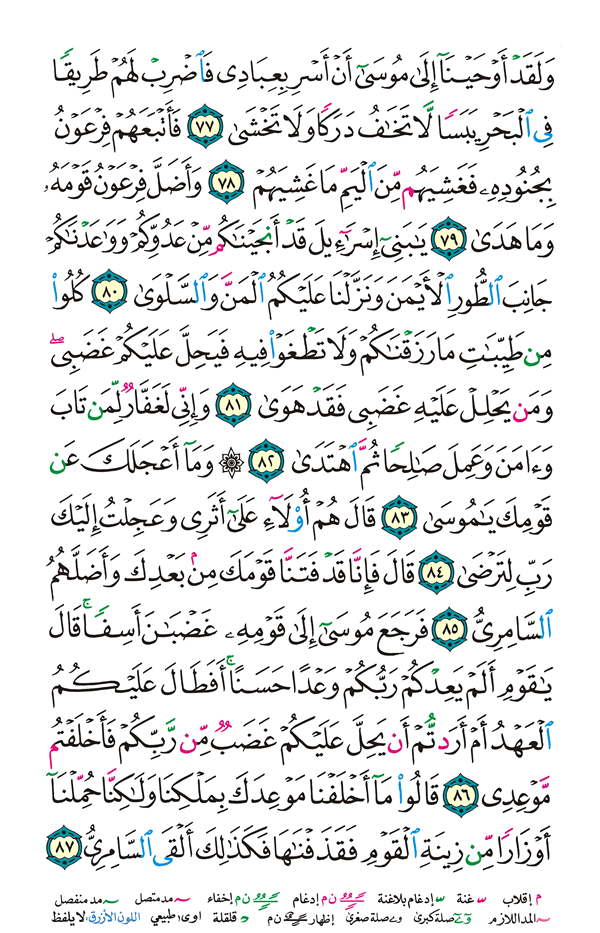 وَلَقَدْ أَوْحَيْنَآ إِلَىٰ مُوسَىٰٓ أَنْ أَسْرِ بِعِبَادِى فَٱضْرِبْ لَهُمْ طَرِيقًا
فِى ٱلْبَحْرِ يَبَسًا لَّا تَخَـٰفُ دَرَكًا وَلَا تَخْشَىٰ ٧٧ فَأَتْبَعَهُمْ فِرْعَوْنُ
بِجُنُودِهِۦ فَغَشِيَهُم مِّنَ ٱلْيَمِّ مَا غَشِيَهُمْ ٧٨ وَأَضَلَّ فِرْعَوْنُ قَوْمَهُۥ
وَمَا هَدَىٰ ٧٩ يَـٰبَنِىٓ إِسْرَٰٓءِيلَ قَدْ أَنجَيْنَـٰكُم مِّنْ عَدُوِّكُمْ وَوَٰعَدْنَـٰكُمْ
جَانِبَ ٱلطُّورِ ٱلْأَيْمَنَ وَنَزَّلْنَا عَلَيْكُمُ ٱلْمَنَّ وَٱلسَّلْوَىٰ ٨٠ كُلُوا۟
مِن طَيِّبَـٰتِ مَا رَزَقْنَـٰكُمْ وَلَا تَطْغَوْا۟ فِيهِ فَيَحِلَّ عَلَيْكُمْ غَضَبِى ۖ
وَمَن يَحْلِلْ عَلَيْهِ غَضَبِى فَقَدْ هَوَىٰ ٨١ وَإِنِّى لَغَفَّارٌ لِّمَن تَابَ
وَءَامَنَ وَعَمِلَ صَـٰلِحًا ثُمَّ ٱهْتَدَىٰ ٨٢ ۞ وَمَآ أَعْجَلَكَ عَن
قَوْمِكَ يَـٰمُوسَىٰ ٨٣ قَالَ هُمْ أُو۟لَآءِ عَلَىٰٓ أَثَرِى وَعَجِلْتُ إِلَيْكَ
رَبِّ لِتَرْضَىٰ ٨٤ قَالَ فَإِنَّا قَدْ فَتَنَّا قَوْمَكَ مِنۢ بَعْدِكَ وَأَضَلَّهُمُ
ٱلسَّامِرِىُّ ٨٥ فَرَجَعَ مُوسَىٰٓ إِلَىٰ قَوْمِهِۦ غَضْبَـٰنَ أَسِفًا ۚ قَالَ
يَـٰقَوْمِ أَلَمْ يَعِدْكُمْ رَبُّكُمْ وَعْدًا حَسَنًا ۚ أَفَطَالَ عَلَيْكُمُ
ٱلْعَهْدُ أَمْ أَرَدتُّمْ أَن يَحِلَّ عَلَيْكُمْ غَضَبٌ مِّن رَّبِّكُمْ فَأَخْلَفْتُم
مَّوْعِدِى ٨٦ قَالُوا۟ مَآ أَخْلَفْنَا مَوْعِدَكَ بِمَلْكِنَا وَلَـٰكِنَّا حُمِّلْنَآ
أَوْزَارًا مِّن زِينَةِ ٱلْقَوْمِ فَقَذَفْنَـٰهَا فَكَذَٰلِكَ أَلْقَى ٱلسَّامِرِىُّ ٨٧
م إقلاب س غنة س إدغام بلاغنة ن م إدغام ن م إخفاء مد متصل مد منفصل
المد اللازم صلة كبرى صلة صغرى إظهار ن م د قلقلة اوى طبيعي اللون الأزرق: لا يلفظ